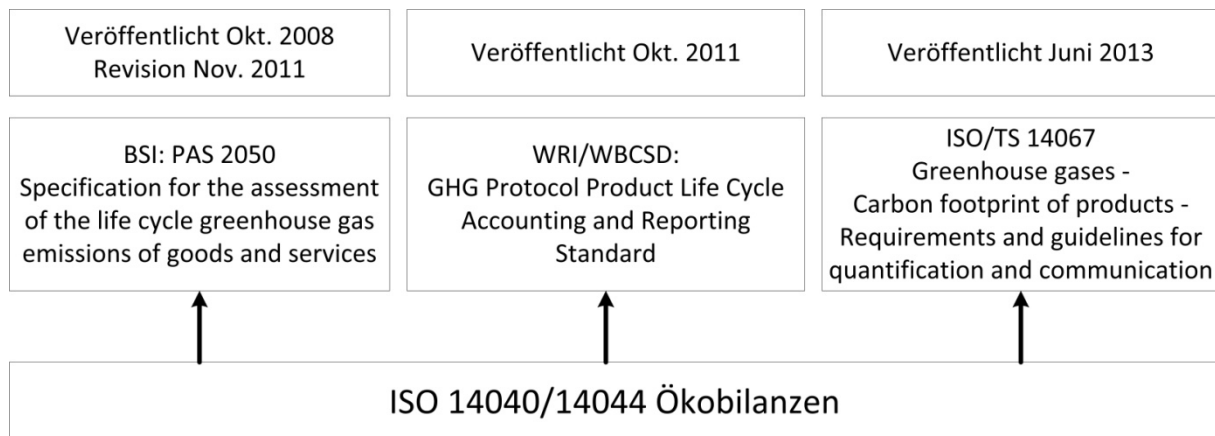 Veröffentlicht Okt. 2008
Revision Nov. 2011
Veröffentlicht Okt. 2011
Veröffentlicht Juni 2013
BSI: PAS 2050
Specification for the assessment
of the life cycle greenhouse gas
emissions of goods and services
WRI/WBCSD:
GHG Protocol Product Life Cycle
Accounting and Reporting
Standard
ISO/TS 14067
Greenhouse gases -
Carbon footprint of products -
Requirements and guidelines for
quantification and communication
ISO 14040/14044 Ökobilanzen